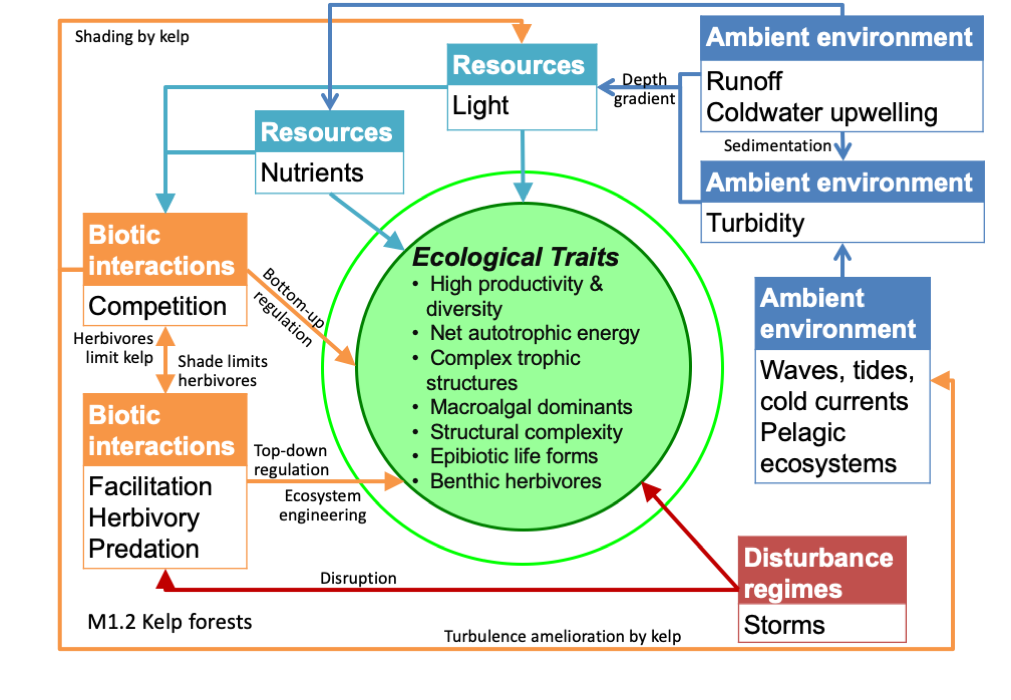 Shading by kelp
Resources
Light
Depth
gradient
Ambient environment
Runoff
Coldwater upwelling
Sedimentation
Ambient environment
Turbidity
Resources
Nutrients
Biotic
interactions
Competition
Bottom-up
regulation
Herbivores
limit kelp
Shade limits
herbivores
Biotic
interactions
Facilitation
Herbivory
Predation
Top-down
regulation
Ecosystem
engineering
Ecological Traits
• High productivity &
diversity
• Net autotrophic energy
• Complex trophic
structures
• Macroalgal dominants
• Structural complexity
• Epibiotic life forms
• Benthic herbivores
Ambient
environment
Waves, tides,
cold currents
Pelagic
ecosystems
Disturbance
regimes
Storms
Disruption
M1.2 Kelp forests
Turbulence amelioration by kelp